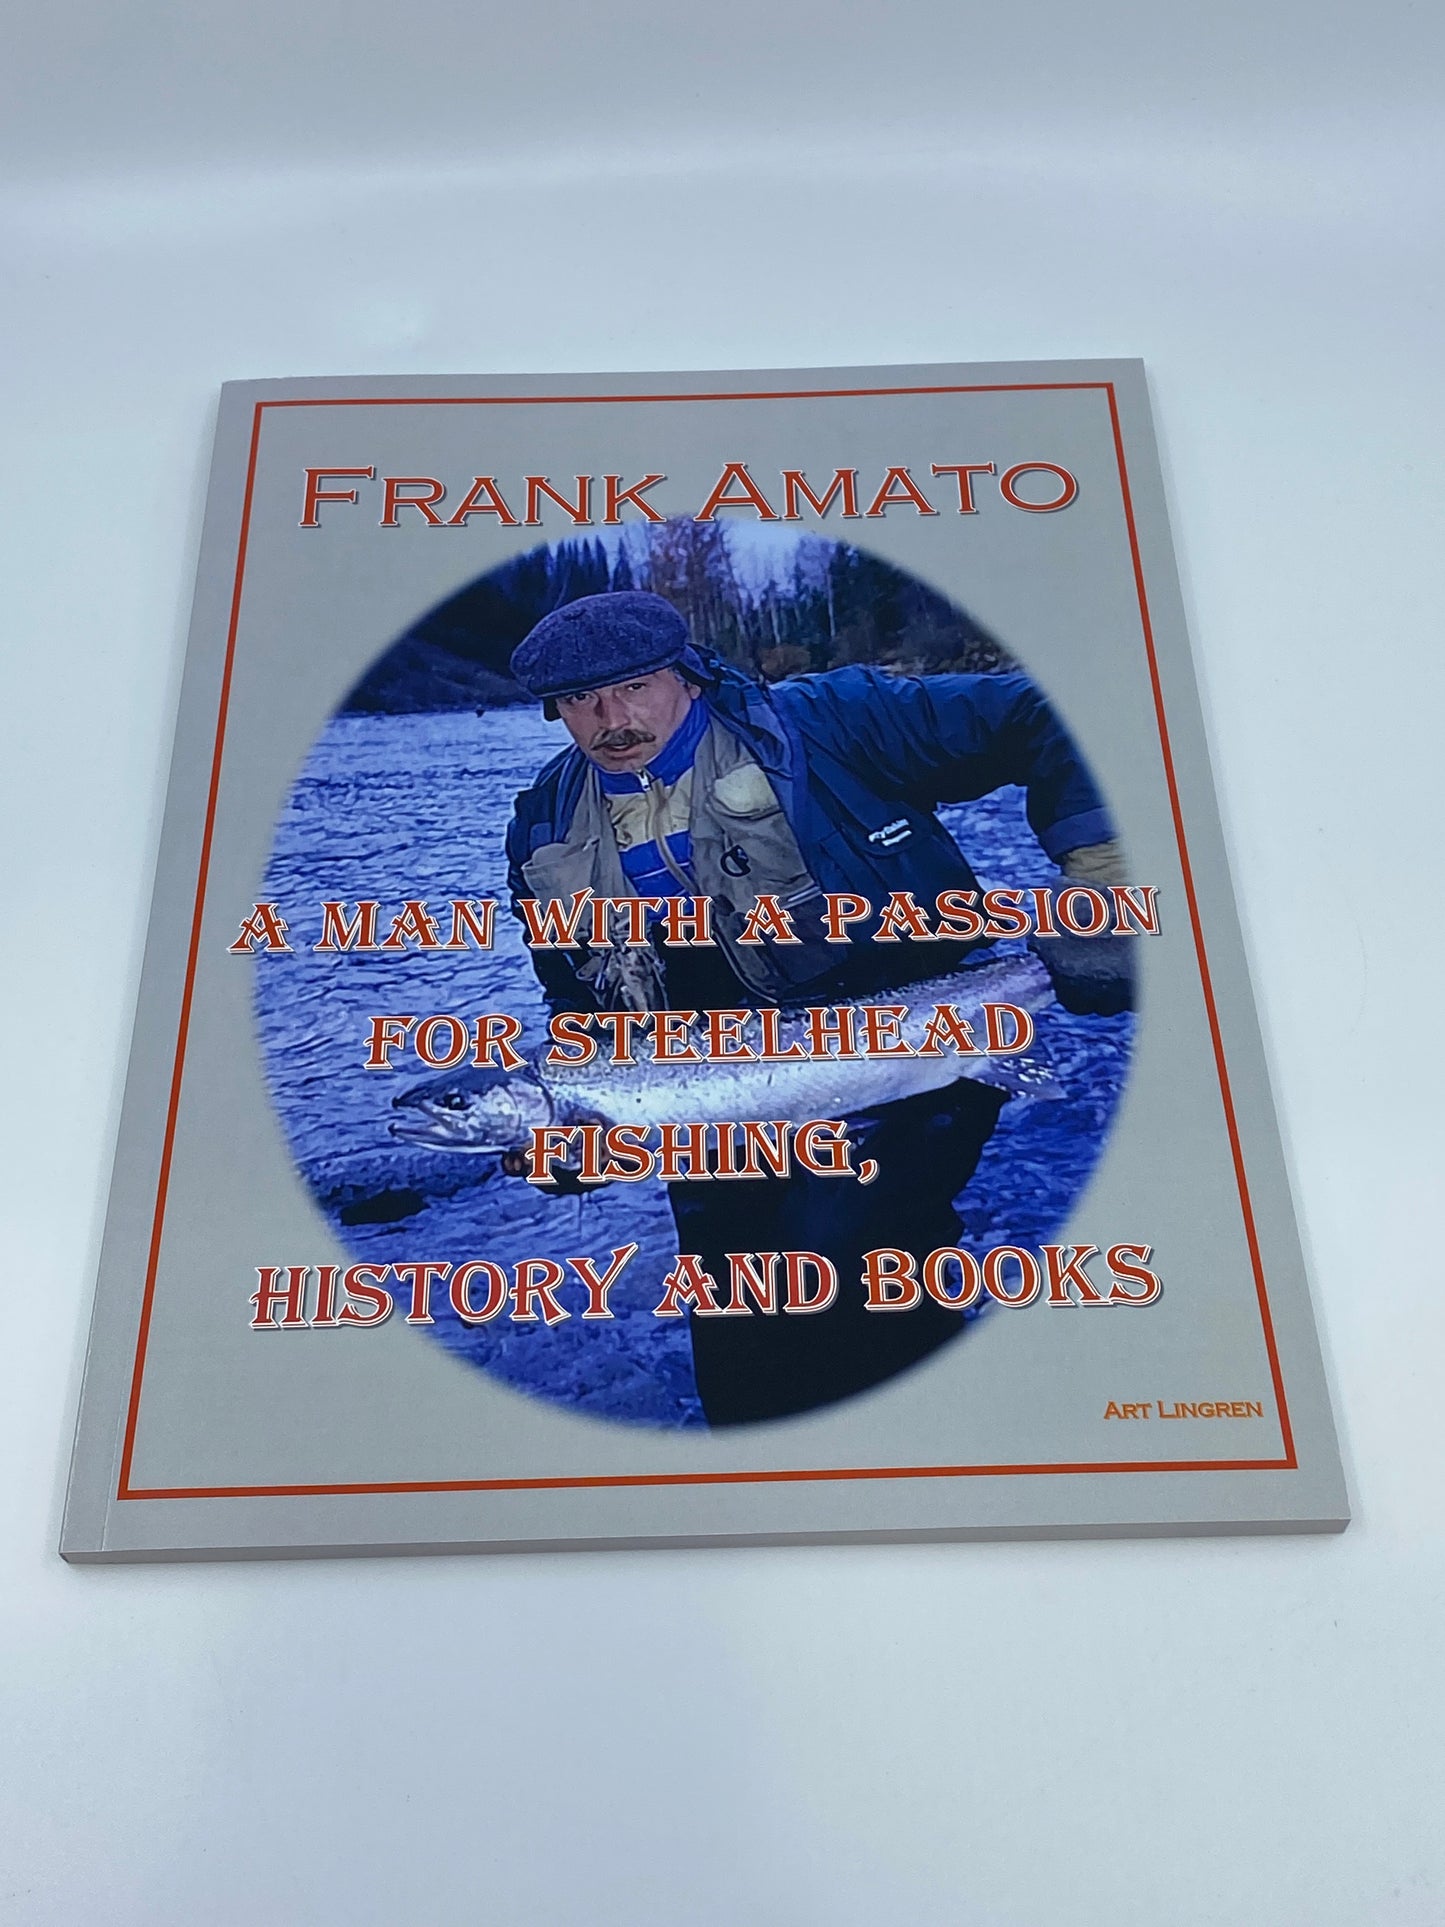 FRANK AMATO
A MAN WITH A PASSION
FOR STEELHEAD
FISHING,
HISTORY AND BOOKS
ART LINGREN